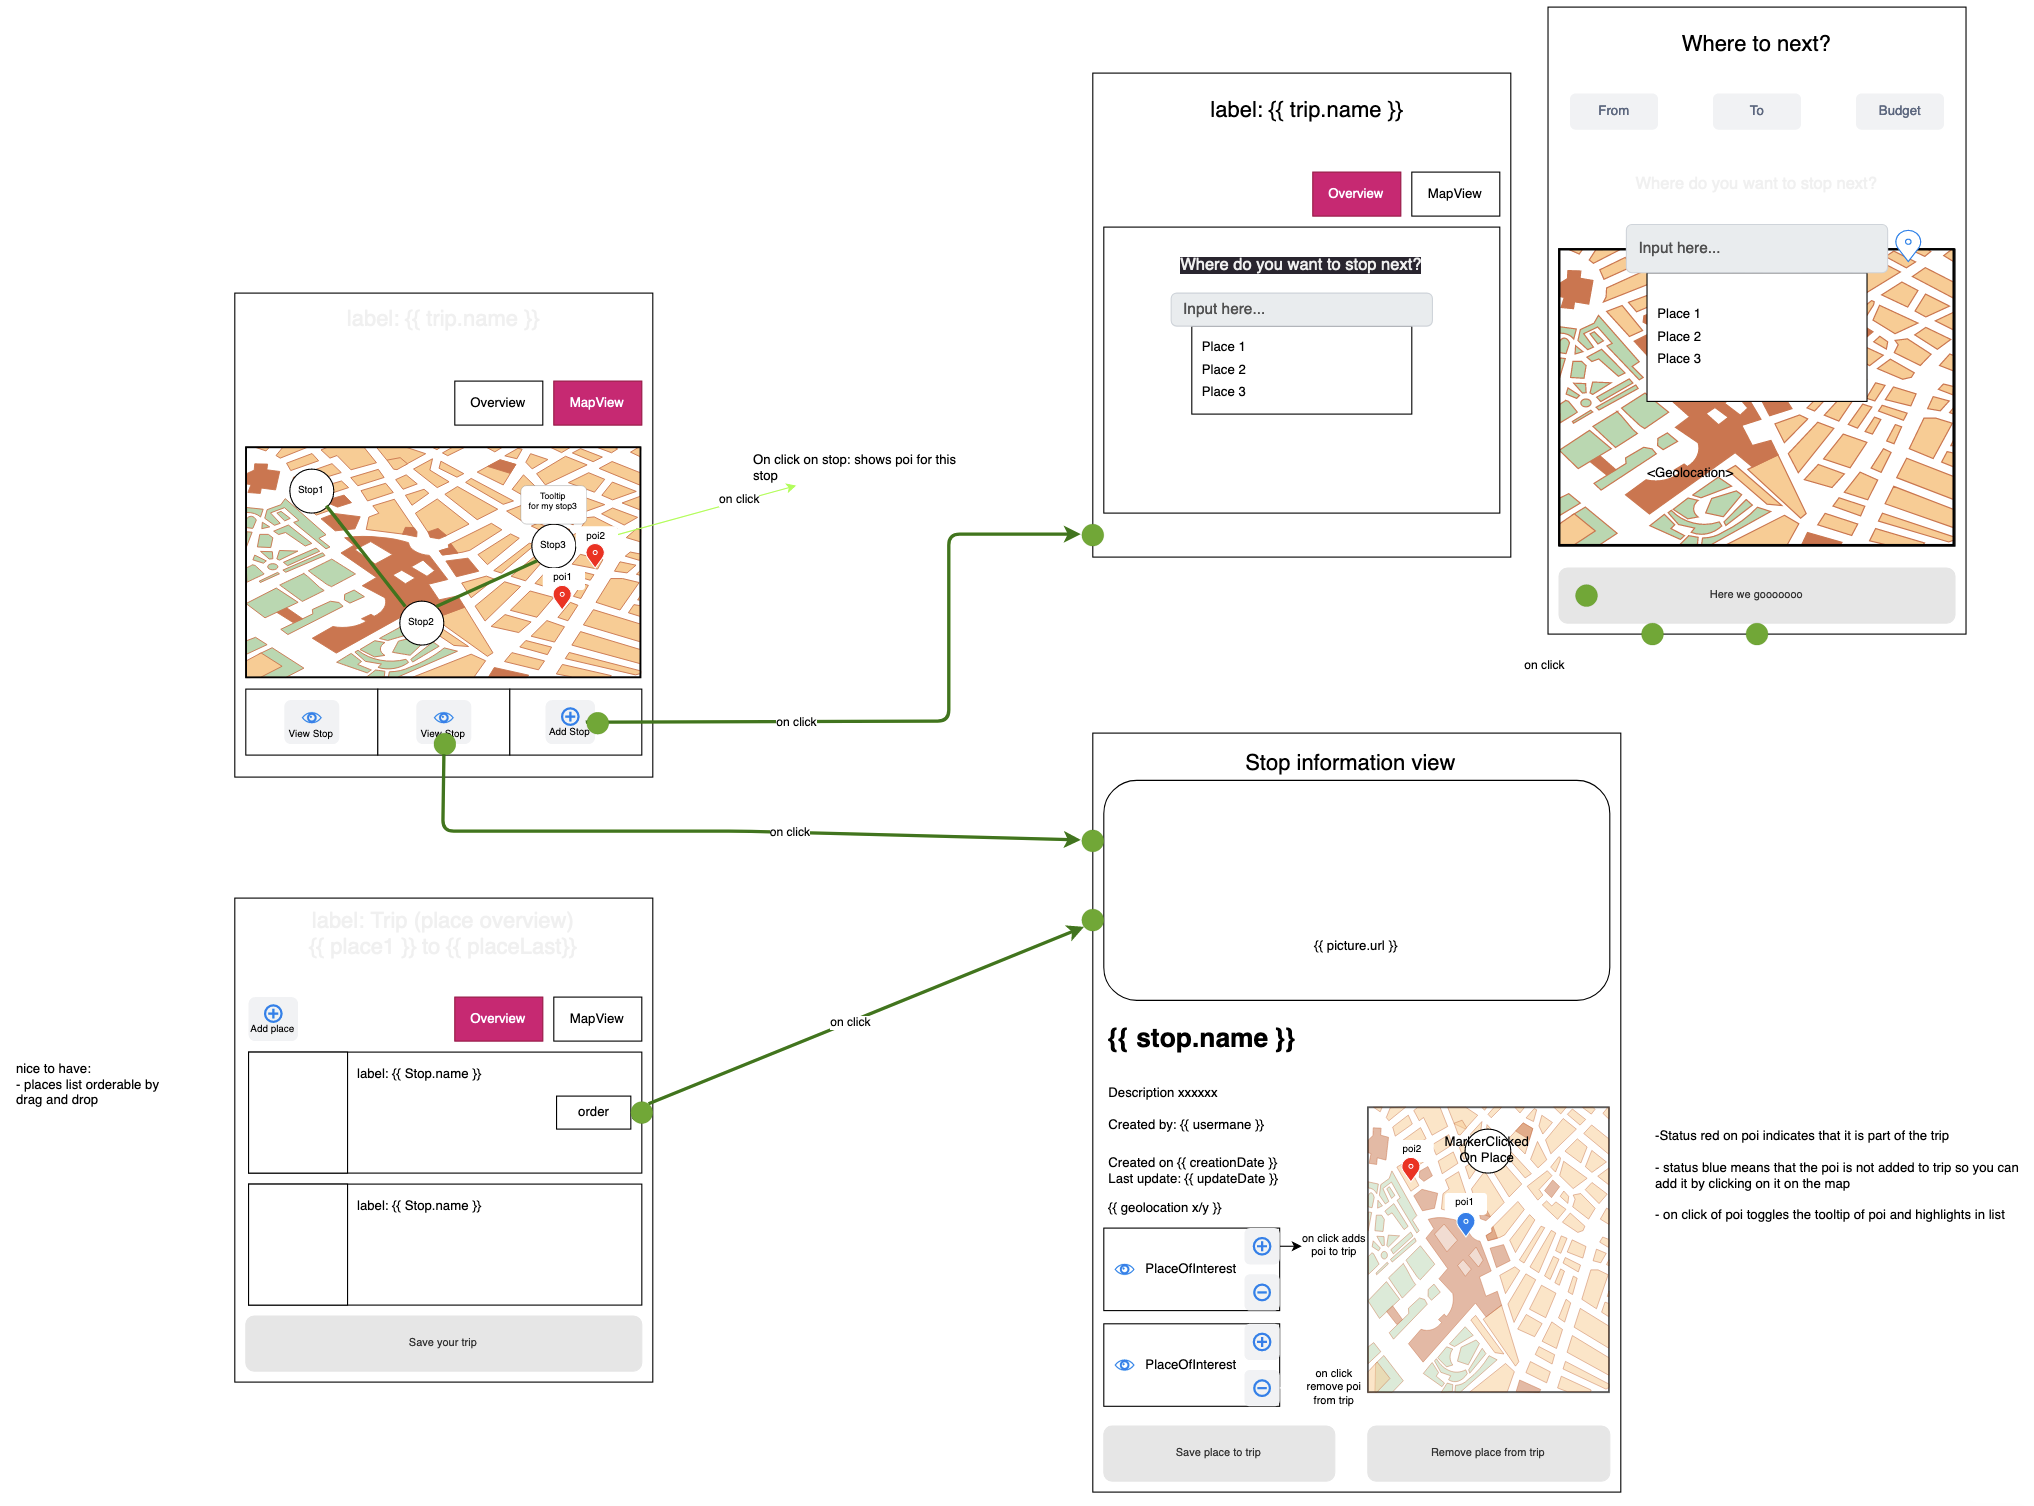 Where to next?
From
To
Budget
Where do you want to stop next?
Input here...
Place 1
Place 2
Place 3
<Geolocation>
Here we gooooooo
on click
label: {{ trip.name }}
Overview
MapView
Where do you want to stop next?
Input here...
Place 1
Place 2
Place 3
label: {{ trip.name }}
Overview
MapView
Stop1
Tooltip
for my stop3
Stop3
poi2
poi1
Stop2
View Stop
View Stop
Add Stop
On click on stop: shows poi for this
stop
on click
on click
on click
label: Trip (place overview)
{{ place1 }} to {{ placeLast}}
Add place
Overview
MapView
label: {{ Stop.name }}
order
label: {{ Stop.name }}
Save your trip
nice to have:
- places list orderable by
drag and drop
on click
Stop information view
{{ picture.url }}
{{ stop.name }}
Description xxxxxx
Created by: {{ usermane }}
Created on {{ creationDate }}
Last update: {{ updateDate }}
{{ geolocation x/y }}
PlaceOfInterest
on click adds
poi to trip
PlaceOfInterest
on click
remove poi
from trip
MarkerClicked
On Place
poi2
poi1
Save place to trip
Remove place from trip
-Status red on poi indicates that it is part of the trip
- status blue means that the poi is not added to trip so you can
add it by clicking on it on the map
- on click of poi toggles the tooltip of poi and highlights in list